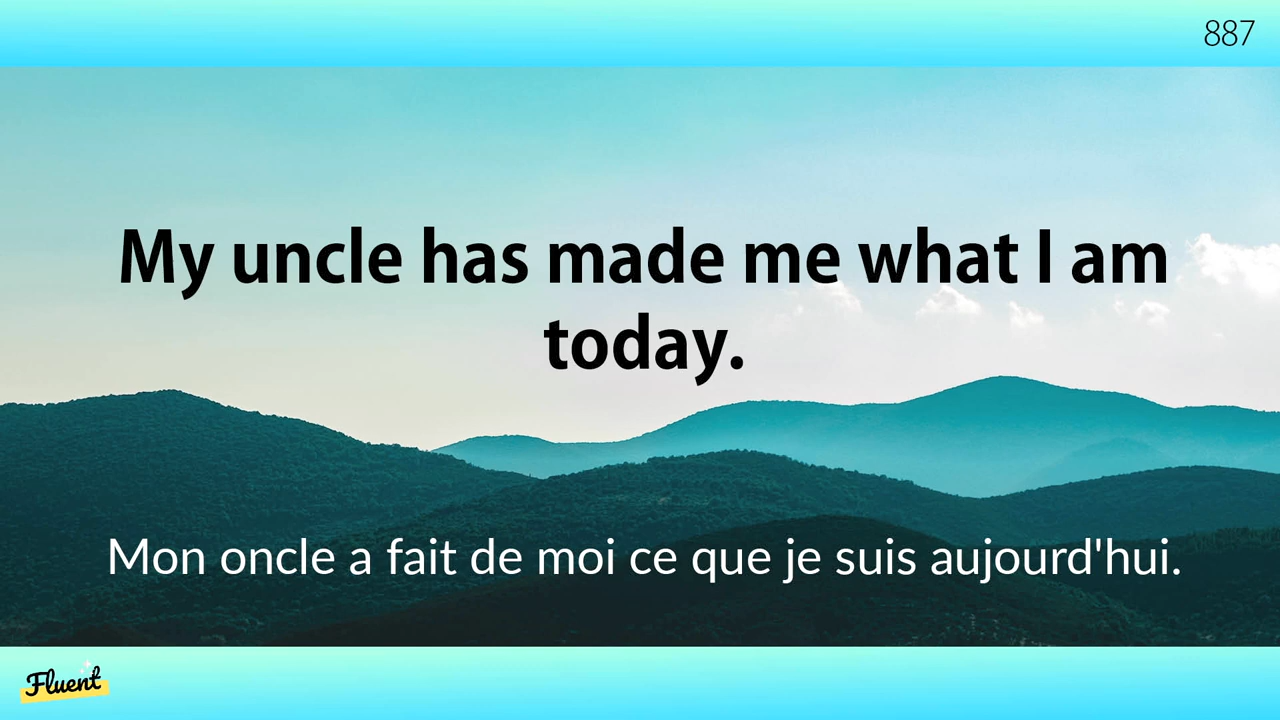 887
My uncle has made me what I am
today.
Mon oncle a fait de moi ce que je suis aujourd'hui.
Fluent